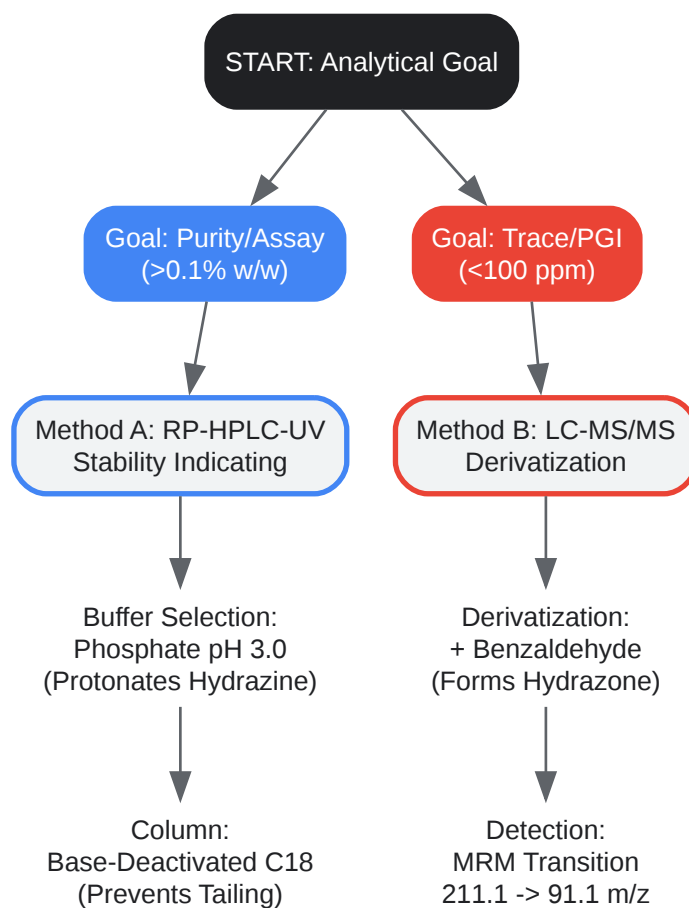 START: Analytical Goal
Goal: Purity/Assay
(>0.1% w/w)
Goal: Trace/PGI
(<100 ppm)
Method A: RP-HPLC-UV
Stability Indicating
Method B: LC-MS/MS
Derivatization
Buffer Selection:
Phosphate pH 3.0
(Protonates Hydrazine)
Derivatization:
+ Benzaldehyde
(Forms Hydrazone)
Column:
Base-Deactivated C18
(Prevents Tailing)
Detection:
MRM Transition
211.1 -> 91.1 m/z